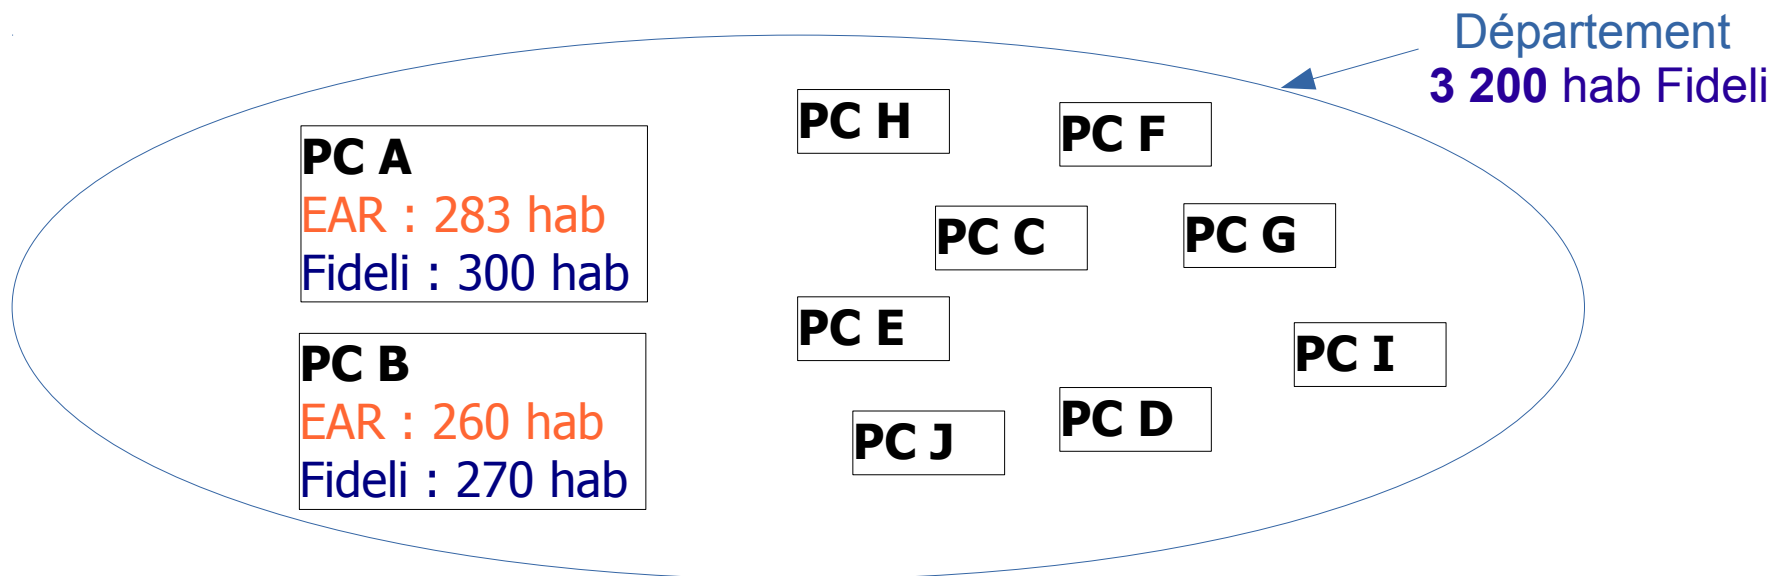 Département
3 200 hab Fideli
PC H
PC F
PC A
EAR : 283 hab
Fideli : 300 hab
PC C
PC G
PC E
PC I
PC B
EAR : 260 hab
Fideli : 270 hab
PC D
PC J